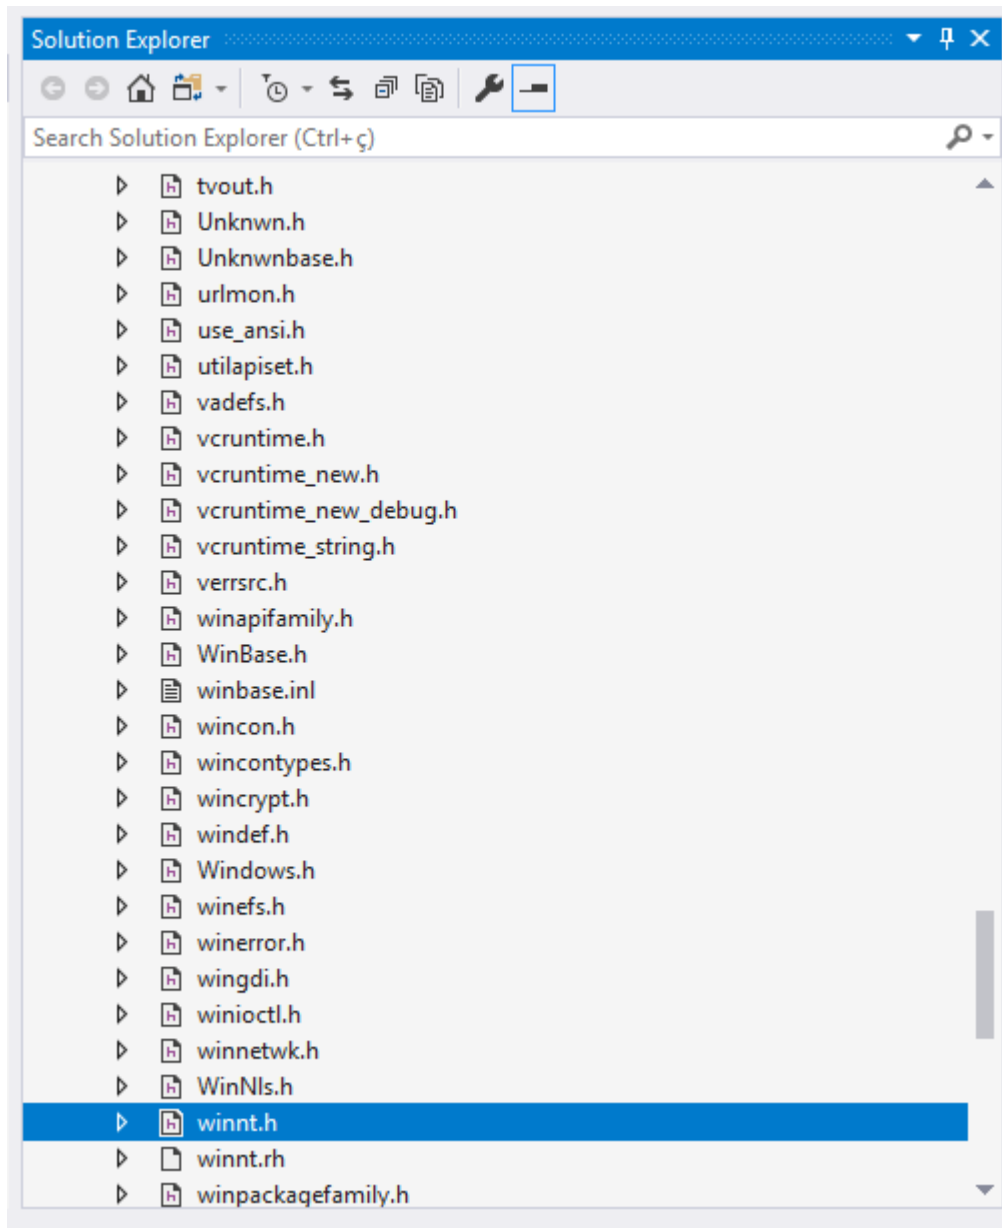 Solution Explorer
Search Solution Explorer (Ctrl+ç)
tvout.h
Unknwn.h
Unknwnbase.h
urlmon.h
use_ansi.h
utilapiset.h
vadefs.h
vcruntime.h
vcruntime_new.h
vcruntime_new_debug.h
vcruntime_string.h
verrsrc.h
winapifamily.h
WinBase.h
winbase.inl
wincon.h
wincontypes.h
wincrypt.h
windef.h
Windows.h
winefs.h
winerror.h
wingdi.h
winioctl.h
winnetwk.h
WinNls.h
winnt.h
winnt.rh
winpackagefamily.h